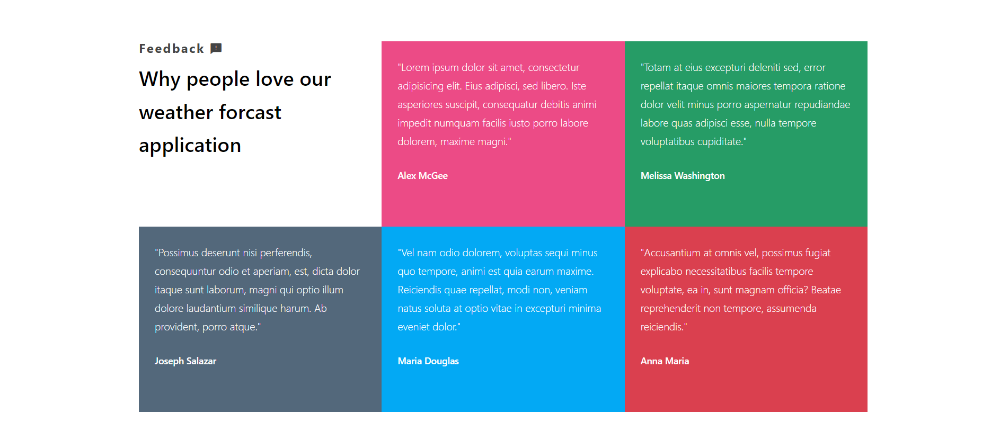 Feedback
Why people love our
weather forcast
application
"Lorem ipsum dolor sit amet, consectetur
adipisicing elit. Eius adipisci, sed libero. Iste
asperiores suscipit, consequatur debitis animi
impedit numquam facilis iusto porro labore
dolorem, maxime magni."
Alex McGee
"Totam at eius excepturi deleniti sed, error
repellat itaque omnis maiores tempora ratione
dolor velit minus porro aspernatur repudiandae
labore quas adipisci esse, nulla tempore
voluptatibus cupiditate."
Melissa Washington
"Possimus deserunt nisi perferendis,
consequuntur odio et aperiam, est, dicta dolor
itaque sunt laborum, magni qui optio illum
dolore laudantium similique harum. Ab
provident, porro atque."
Joseph Salazar
"Vel nam odio dolorem, voluptas sequi minus
quo tempore, animi est quia earum maxime.
Reiciendis quae repellat, modi non, veniam
natus soluta at optio vitae in excepturi minima
eveniet dolor."
Maria Douglas
"Accusantium at omnis vel, possimus fugiat
explicabo necessitatibus facilis tempore
voluptate, ea in, sunt magnam officia? Beatae
reprehenderit non tempore, assumenda
reiciendis."
Anna Maria